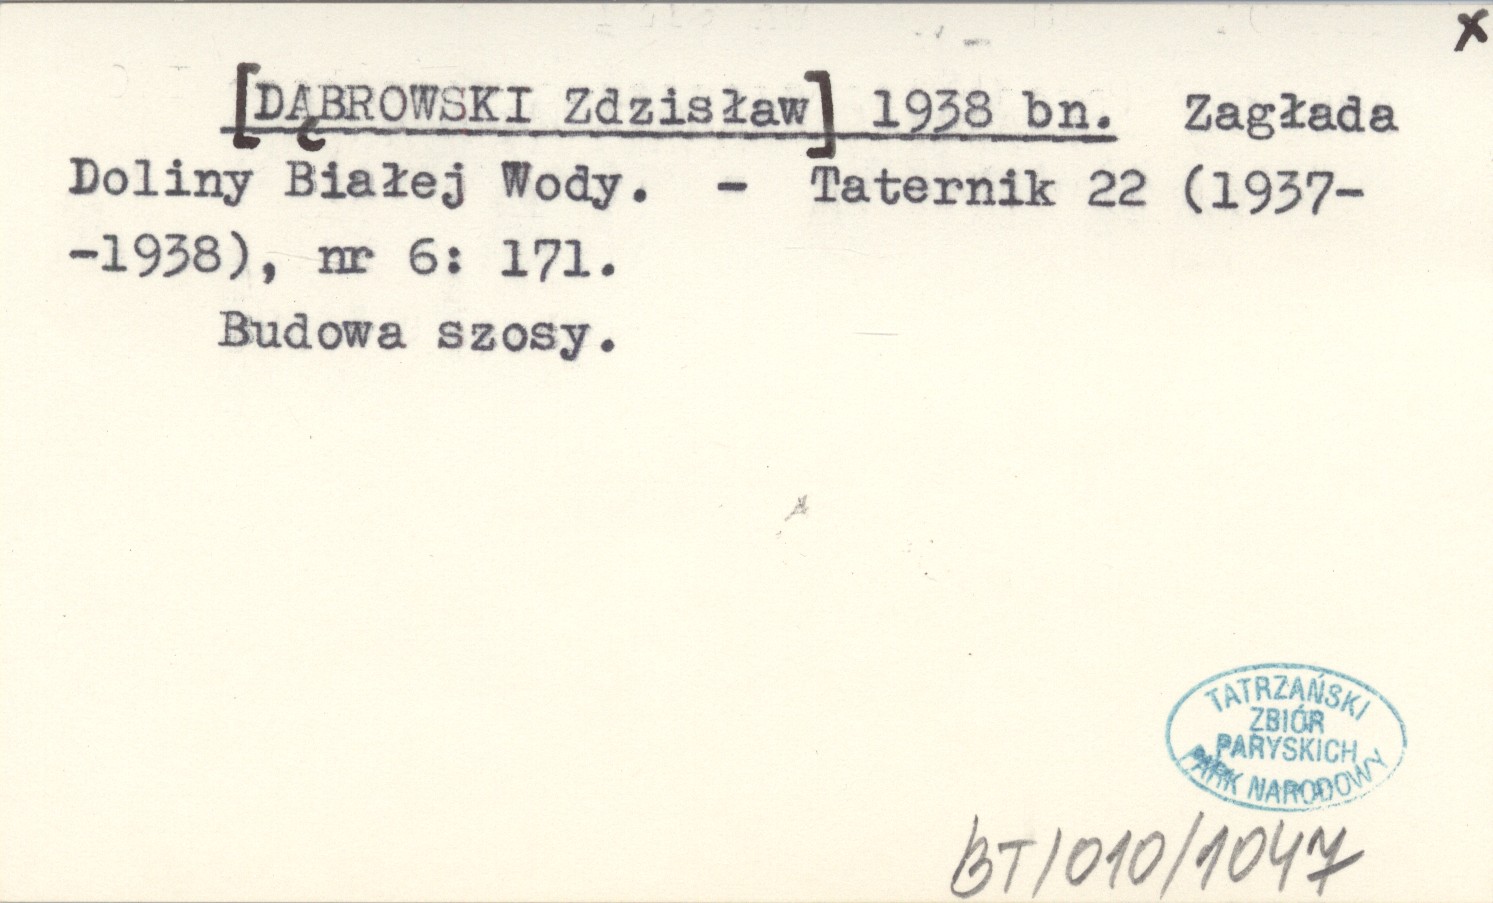 x
[DĄBROWSKI Zdzisław] 1938 bn. Zagłada
Doliny Białej Wody. - Taternik 22 (1937-
-1938), nr 6: 171.
Budowa szosy.
TATRZAŃSKI
ZBIÓR
PARYSKICH
PARK NARODOWY
BT/010/1047